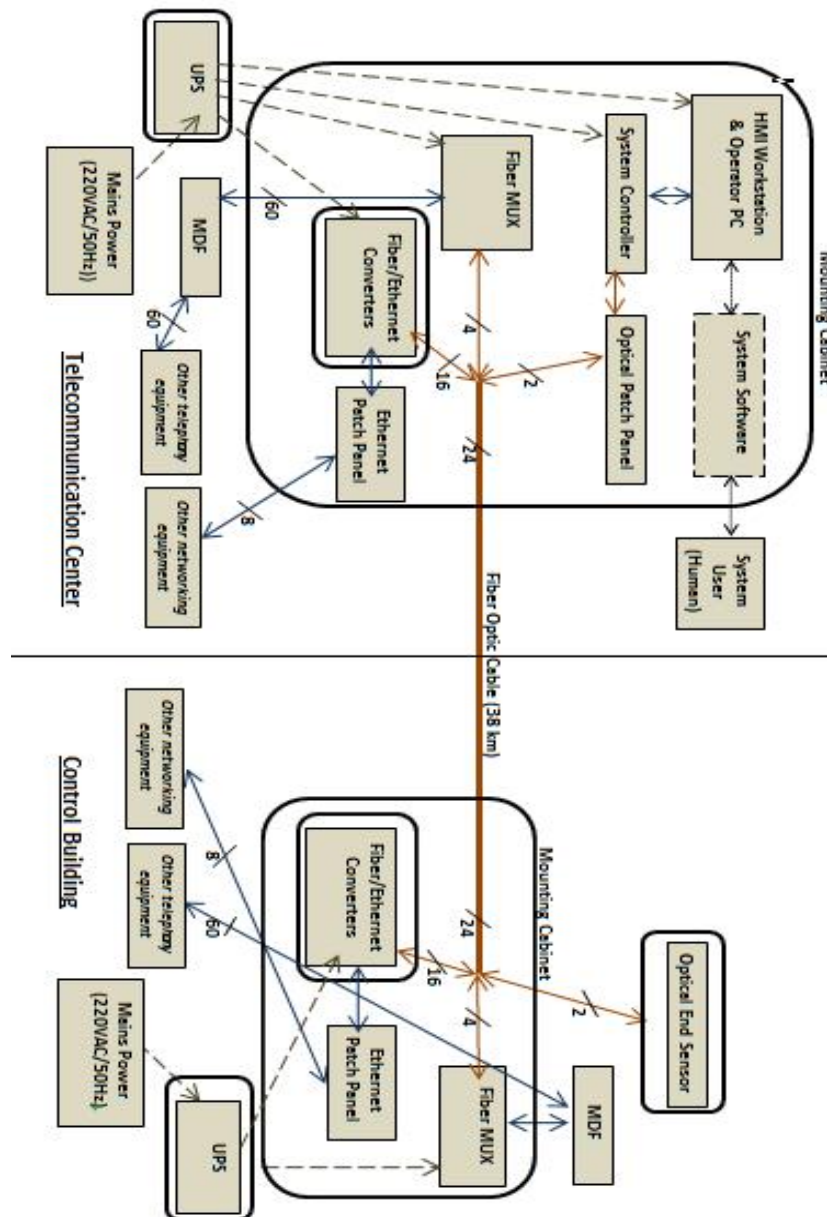 Mounting Cabinet
HMI Workstation
& Operator PC
System Software
System
User
(Human)
System Controller
Optical Patch Panel
Optical End Sensor
MDF
2
2
Mounting Cabinet
Fiber MUX
4
24
Fiber Optic Cable (38 km)
24
4
Fiber MUX
16
16
60
Fiber/Ethernet
Converters
Ethernet
Patch Panel
Fiber/Ethernet
Converters
Ethernet
Patch Panel
8
8
60
UPS
MDF
60
UPS
Other telephony
equipment
Other networking
equipment
Other networking
equipment
Other telephony
equipment
Mains Power
(220VAC/50Hz))
Mains Power
(220VAC/50Hz)
Telecommunication Center
Control Building